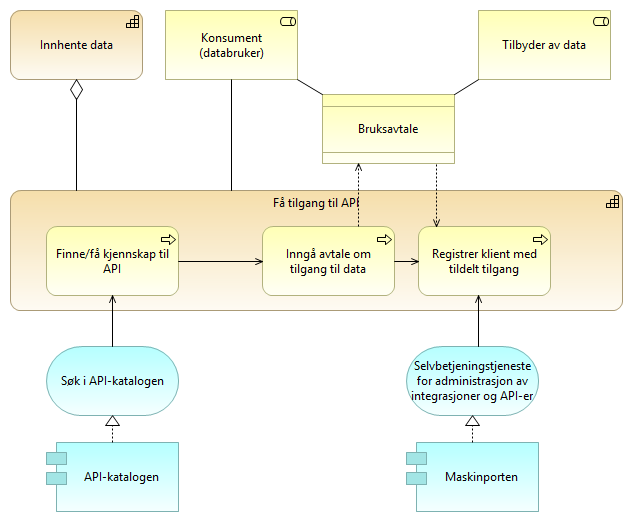 Innhente data
Konsument
(databruker)
Tilbyder av data
Bruksavtale
Få tilgang til API
Finne/få kjennskap til
API
Inngå avtale om
tilgang til data
Registrer klient med
tildelt tilgang
Søk i API-katalogen
Selvbetjeningstjeneste
for administrasjon av
integrasjoner og API-er
API-katalogen
Maskinporten